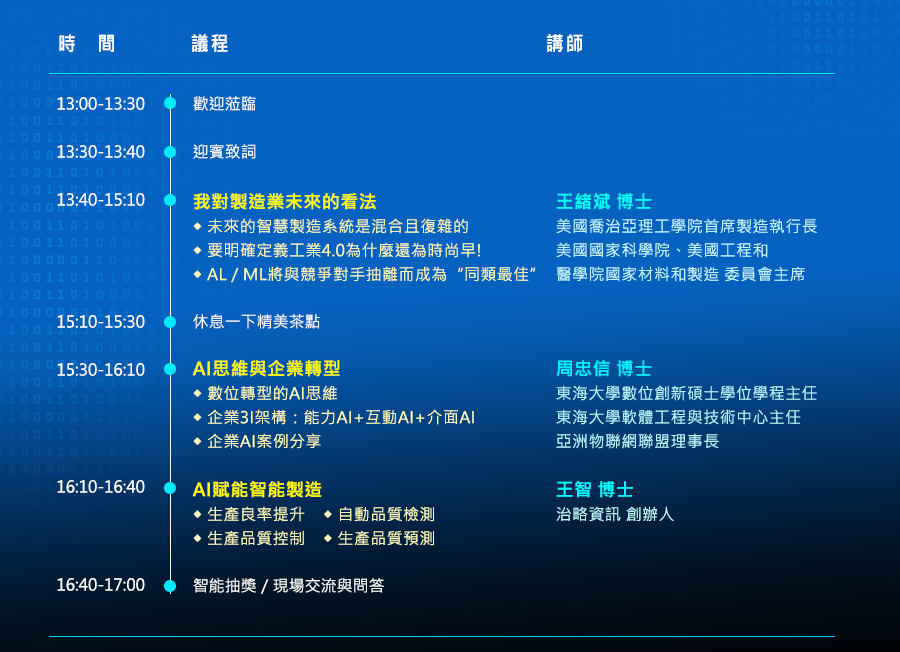 時 間 議程 講師
13:00-13:30 歡迎蒞臨
13:30-13:40 迎賓致詞
13:40-15:10 我對製造業未來的看法 王緒斌 博士
◆ 未來的智慧製造系統是混合且復雜的 美國喬治亞理工學院首席製造執行長
◆ 要明確定義工業4.0為什麼還為時尚早! 美國國家科學院、美國工程和
◆ AL / ML將與競爭對手抽離而成為“同類最佳” 醫學院國家材料和製造 委員會主席
15:10-15:30 休息一下精美茶點
15:30-16:10 AI思維與企業轉型 周忠信 博士
◆ 數位轉型的AI思維 東海大學數位創新碩士學位學程主任
◆ 企業3I架構：能力AI+互動AI+介面AI 東海大學軟體工程與技術中心主任
◆ 企業AI案例分享 亞洲物聯網聯盟理事長
16:10-16:40 AI賦能智能製造 王智 博士
◆ 生產良率提升 ◆ 自動品質檢測 治略資訊 創辦人
◆ 生產品質控制 ◆ 生產品質預測
16:40-17:00 智能抽獎 / 現場交流與問答